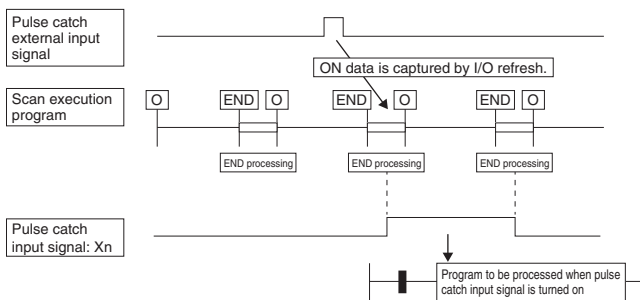 Pulse catch
external input
signal
ON data is captured by I/O refresh.
Scan execution
program
O
END
O
END
O
END
O
END processing
END processing
END processing
Pulse catch
input signal: Xn
Program to be processed when pulse
catch input signal is turned on